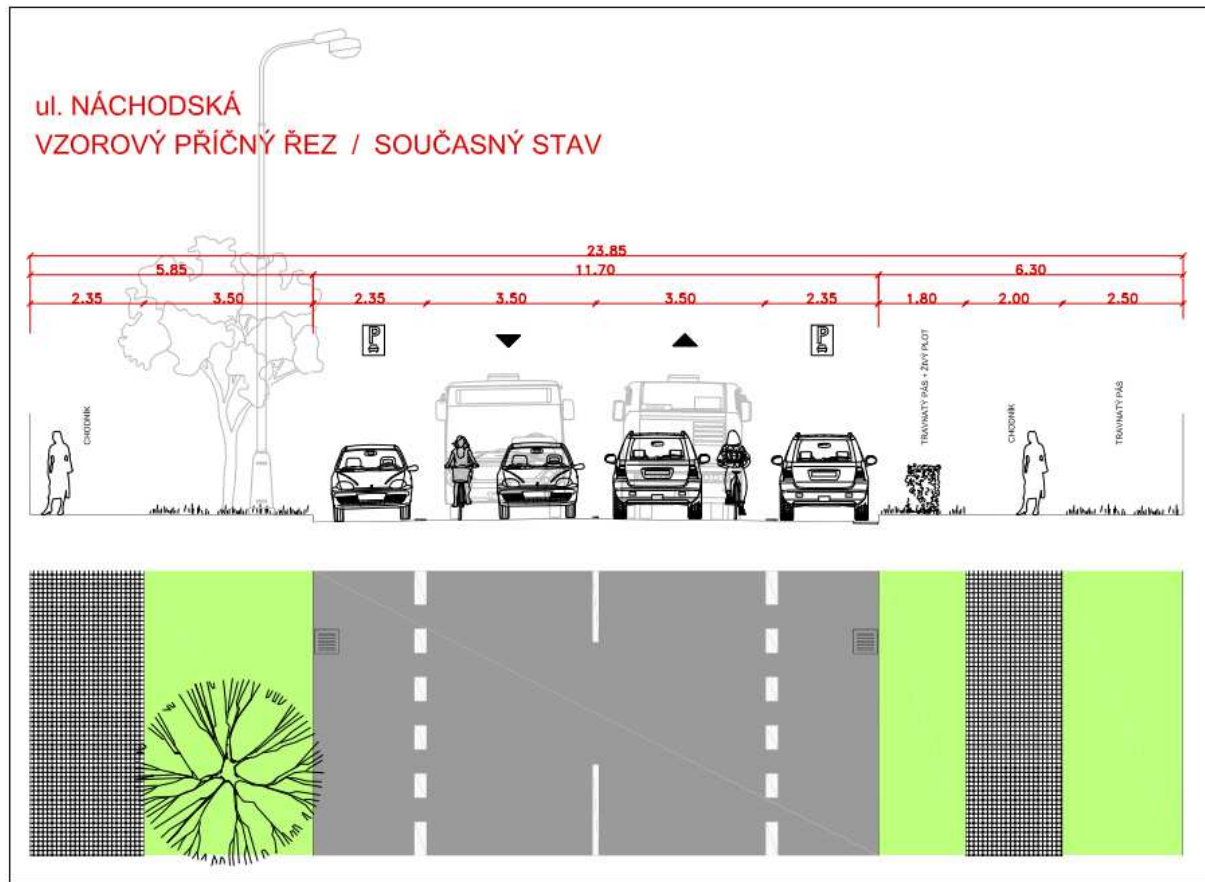 ul. NÁCHODSKÁ
VZOROVÝ PŘÍČNÝ ŘEZ / SOUČASNÝ STAV
23.85
5.85 11.70 6.30
2.35 3.50 2.35 3.50 3.50 2.35 1.80 2.00 2.50
P P
CHODNÍK
TRAVNATÝ PÁS + ŽIVÝ PLOT
CHODNÍK
TRAVNATÝ PÁS